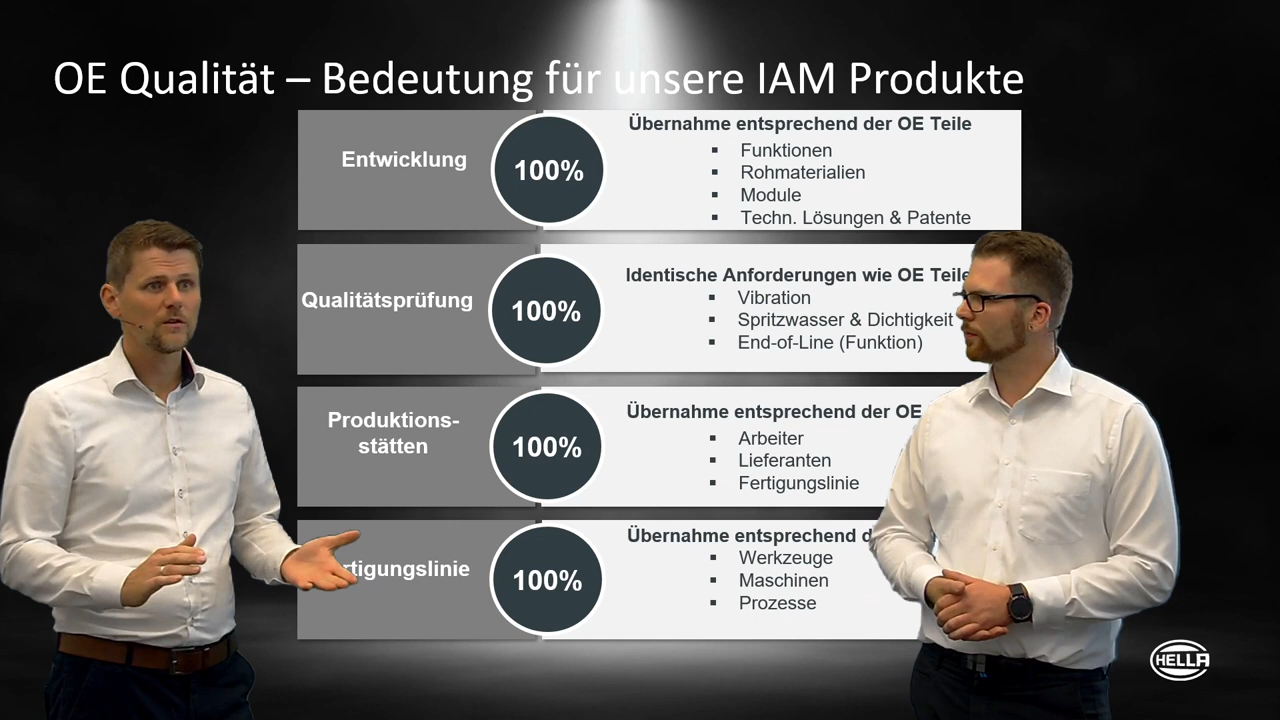 OE Qualität – Bedeutung für unsere IAM Produkte
Entwicklung
100%
Übernahme entsprechend der OE Teile
▪ Funktionen
▪ Rohmaterialien
▪ Module
▪ Techn. Lösungen & Patente
Qualitätsprüfung
100%
Identische Anforderungen wie OE Teile
▪ Vibration
▪ Spritzwasser & Dichtigkeit
▪ End-of-Line (Funktion)
Produktions-
stätten
100%
Übernahme entsprechend der OE
▪ Arbeiter
▪ Lieferanten
▪ Fertigungslinie
rtigungslinie
100%
Übernahme entsprechend
▪ Werkzeuge
▪ Maschinen
▪ Prozesse
HELLA